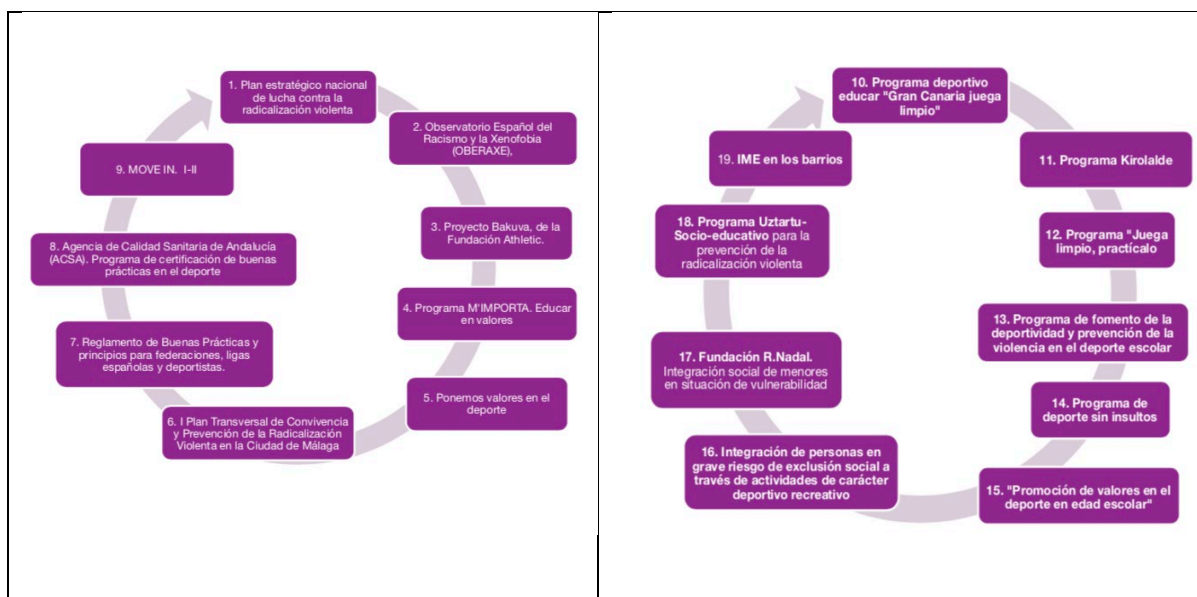 1. Plan estratégico nacional
de lucha contra la
radicalización violenta
2. Observatorio Español del
Racismo y la Xenofobia
(OBERAXE),
3. Proyecto Bakuva, de la
Fundación Athletic.
4. Programa M'IMPORTA. Educar
en valores
5. Ponemos valores en el
deporte
6. I Plan Transversal de Convivencia
y Prevención de la Radicalización
Violenta en la Ciudad de Málaga
7. Reglamento de Buenas Prácticas y
principios para federaciones, ligas
españolas y deportistas.
8. Agencia de Calidad Sanitaria de Andalucía
(ACSA). Programa de certificación de buenas
prácticas en el deporte
9. MOVE IN. I-II
10. Programa deportivo
educar "Gran Canaria juega
limpio"
11. Programa Kirolalde
12. Programa "Juega
limpio, practícalo
13. Programa de fomento de la
deportividad y prevención de la
violencia en el deporte escolar
14. Programa de
deporte sin insultos
15. "Promoción de valores en el
deporte en edad escolar"
16. Integración de personas en
grave riesgo de exclusión social a
través de actividades de carácter
deportivo recreativo
17. Fundación R.Nadal.
Integración social de menores
en situación de vulnerabilidad
18. Programa Uztartu-
Socio-educativo para la
prevención de la
radicalización violenta
19. IME en los barrios